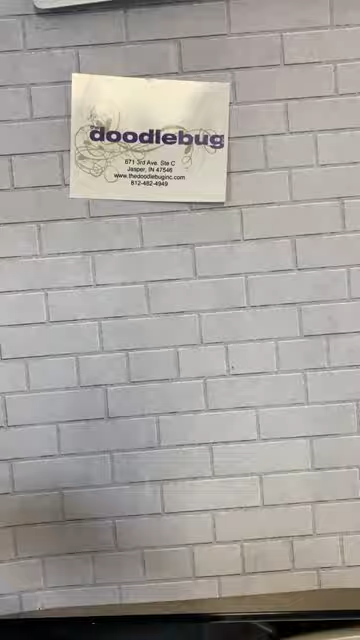 doodlebug
671 3rd Ave. Ste C
Jasper, IN 47546
www.thedoodlebuginc.com
812-482-4949